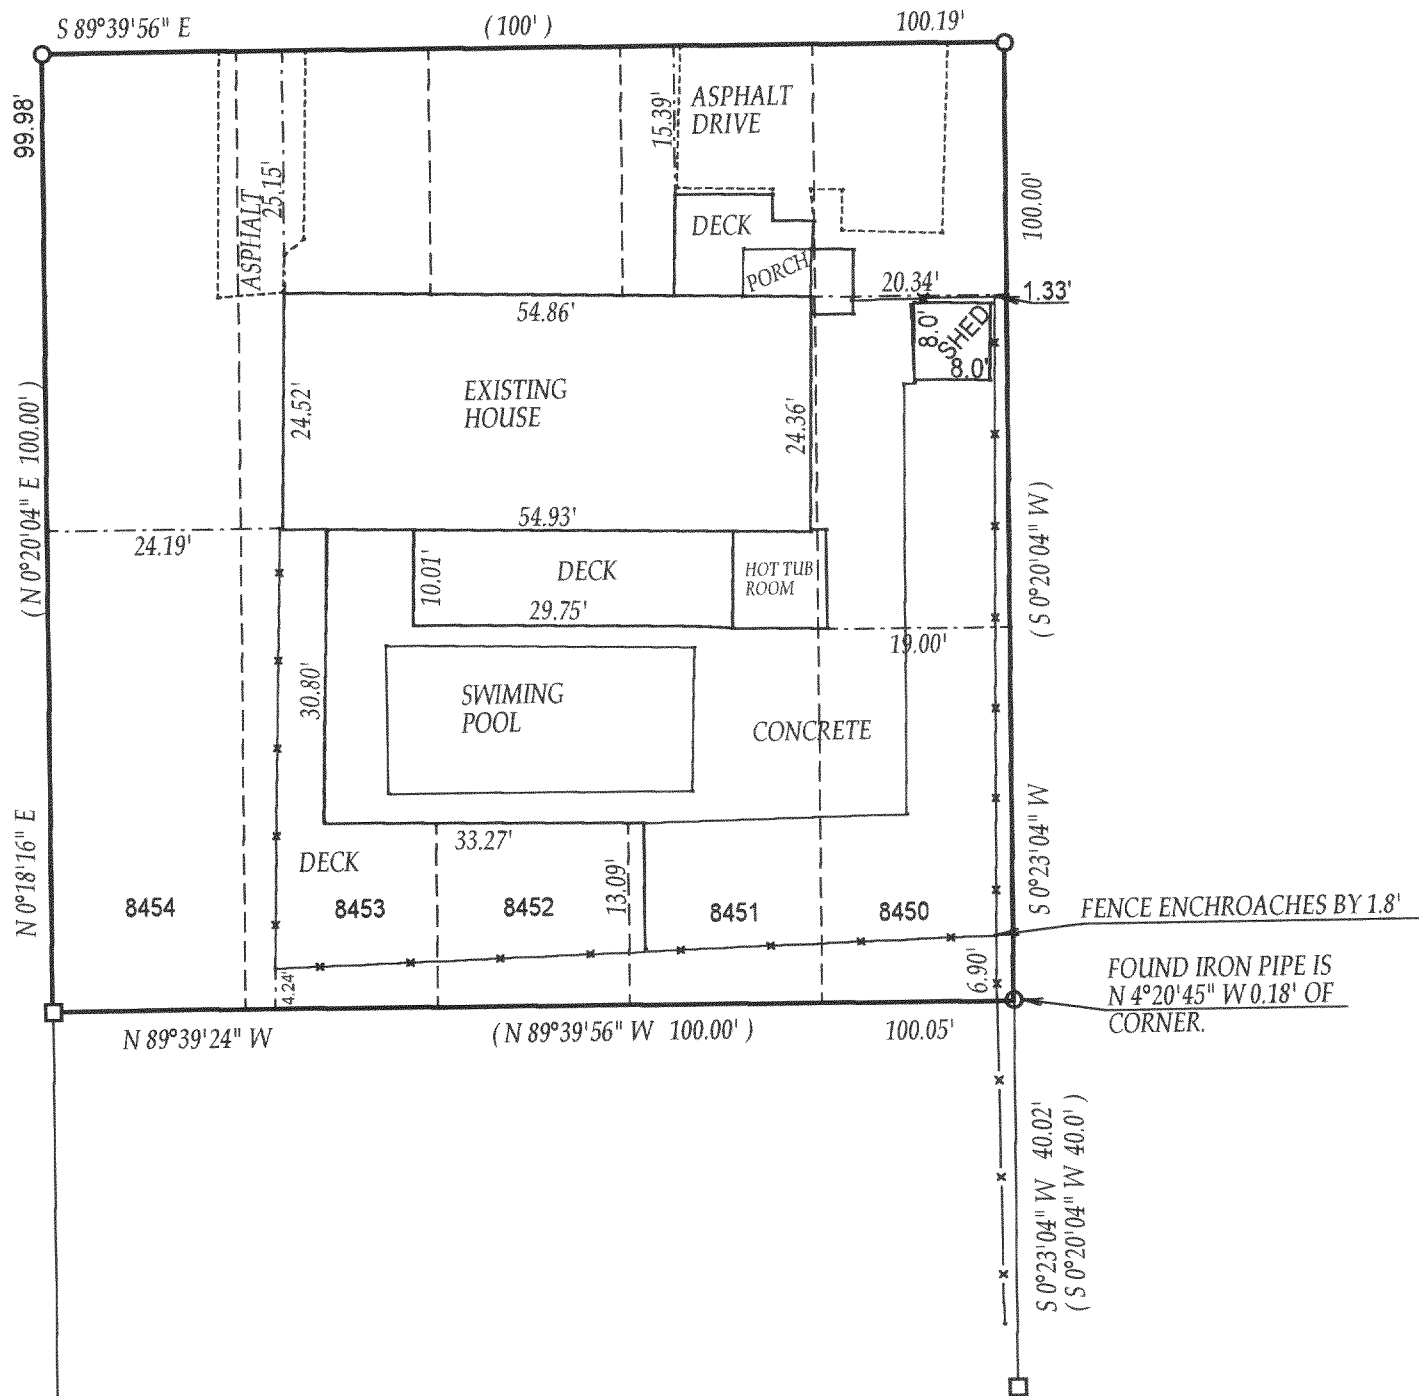 S 89°39'56" E
(100')
100.19'
99.98'
ASPHALT
25.15'
15.39'
ASPHALT
DRIVE
100.00'
DECK
PORCH
20.34'
1.33'
54.86'
8.0'
SHED
8.0'
(N 0°20'04" E 100.00')
24.52'
EXISTING
HOUSE
24.36'
54.93'
24.19'
10.01'
DECK
29.75'
HOT TUB
ROOM
(S 0°20'04" W)
19.00'
30.80'
SWIMING
POOL
CONCRETE
N 0°18'16" E
33.27'
DECK
13.09'
S 0°23'04" W
8454
8453
8452
8451
8450
FENCE ENCHROACHES BY 1.8'
4.24'
6.90'
FOUND IRON PIPE IS
N 4°20'45" W 0.18' OF
CORNER.
N 89°39'24" W
(N 89°39'56" W 100.00')
100.05'
S 0°23'04" W 40.02'
(S 0°20'04" W 40.0')